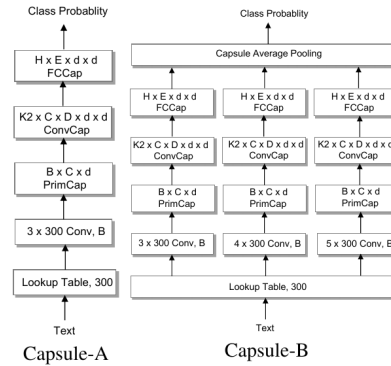 Class Probablity
H x E x d x d
FCCap
K2 x C x D x d x d
ConvCap
B x C x d
PrimCap
3 x 300 Conv, B
Lookup Table, 300
Text
Capsule-A
Class Probablity
Capsule Average Pooling
H x E x d x d
FCCap
H x E x d x d
FCCap
H x E x d x d
FCCap
K2 x C x D x d x d
ConvCap
K2 x C x D x d x d
ConvCap
K2 x C x D x d x d
ConvCap
B x C x d
PrimCap
B x C x d
PrimCap
B x C x d
PrimCap
3 x 300 Conv, B
4 x 300 Conv, B
5 x 300 Conv, B
Lookup Table, 300
Text
Capsule-B